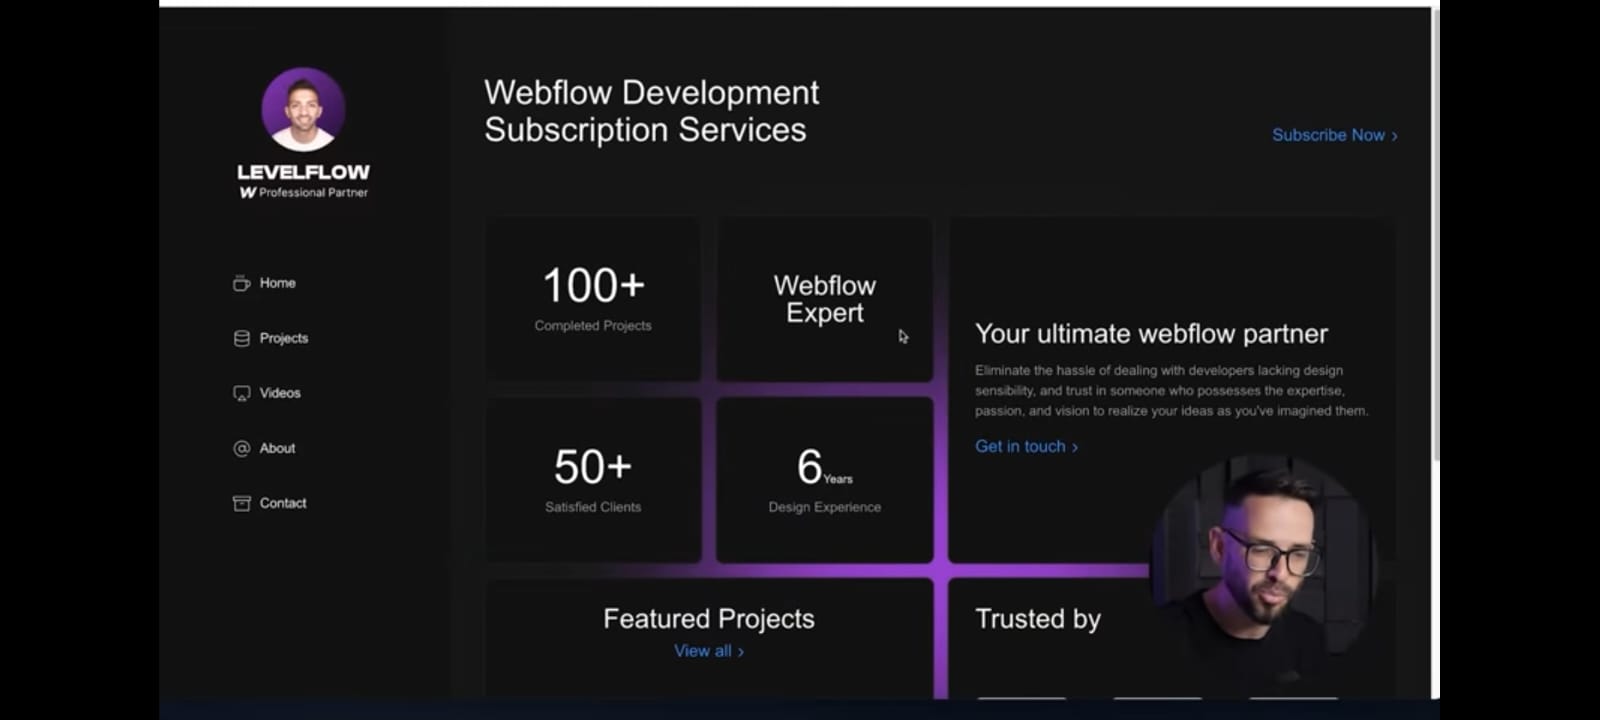 LEVELFLOW
W Professional Partner
Home
Projects
Videos
About
Contact
Webflow Development
Subscription Services
Subscribe Now ›
100+
Completed Projects
Webflow
Expert
50+
Satisfied Clients
6 Years
Design Experience
Your ultimate webflow partner
Eliminate the hassle of dealing with developers lacking design
sensibility, and trust in someone who possesses the expertise,
passion, and vision to realize your ideas as you've imagined them.
Get in touch ›
Featured Projects
View all ›
Trusted by